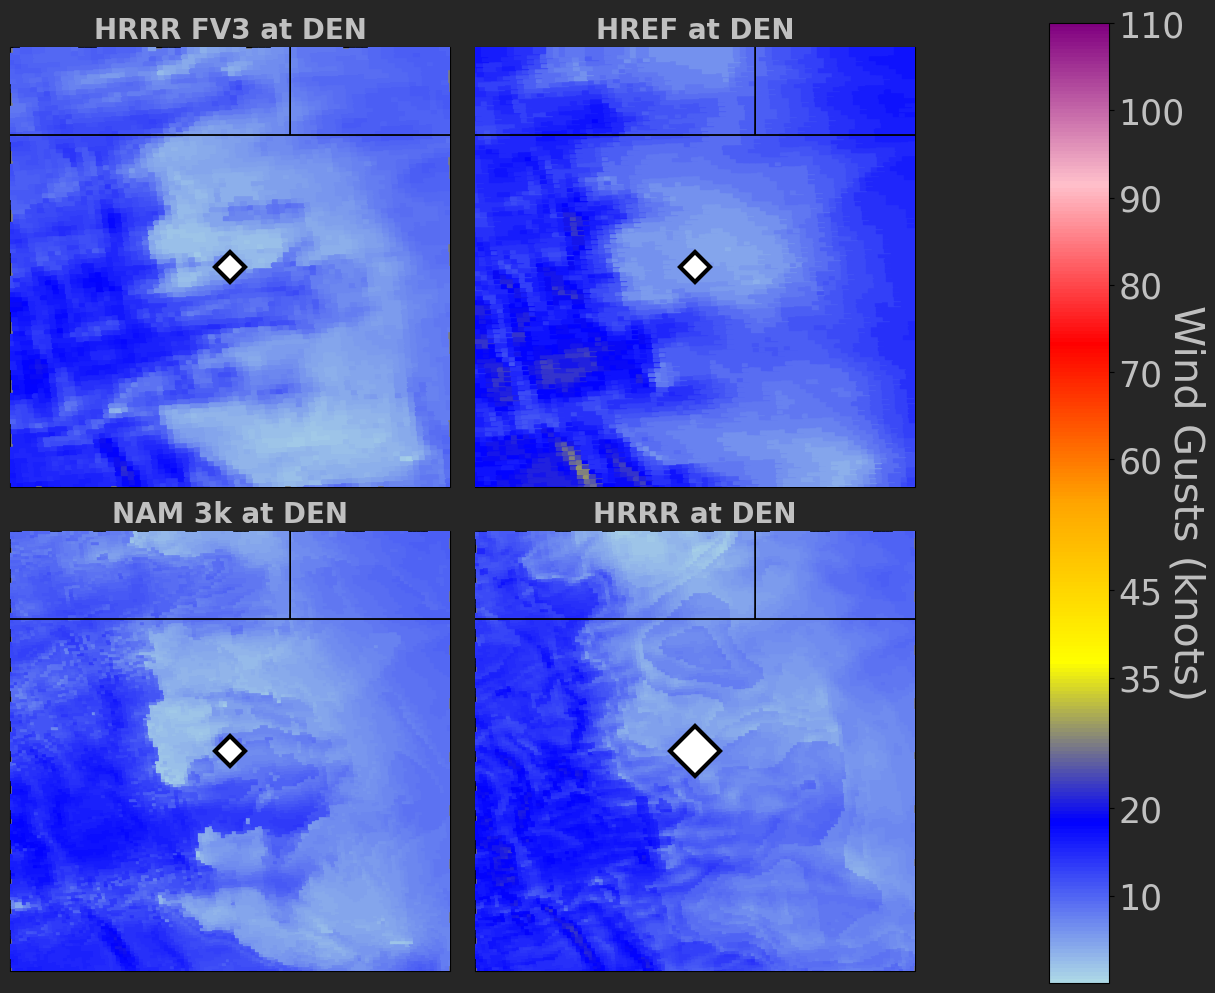 HRRR FV3 at DEN
HREF at DEN
NAM 3k at DEN
HRRR at DEN
110
100
90
80
70
60
45
35
20
10
Wind Gusts (knots)